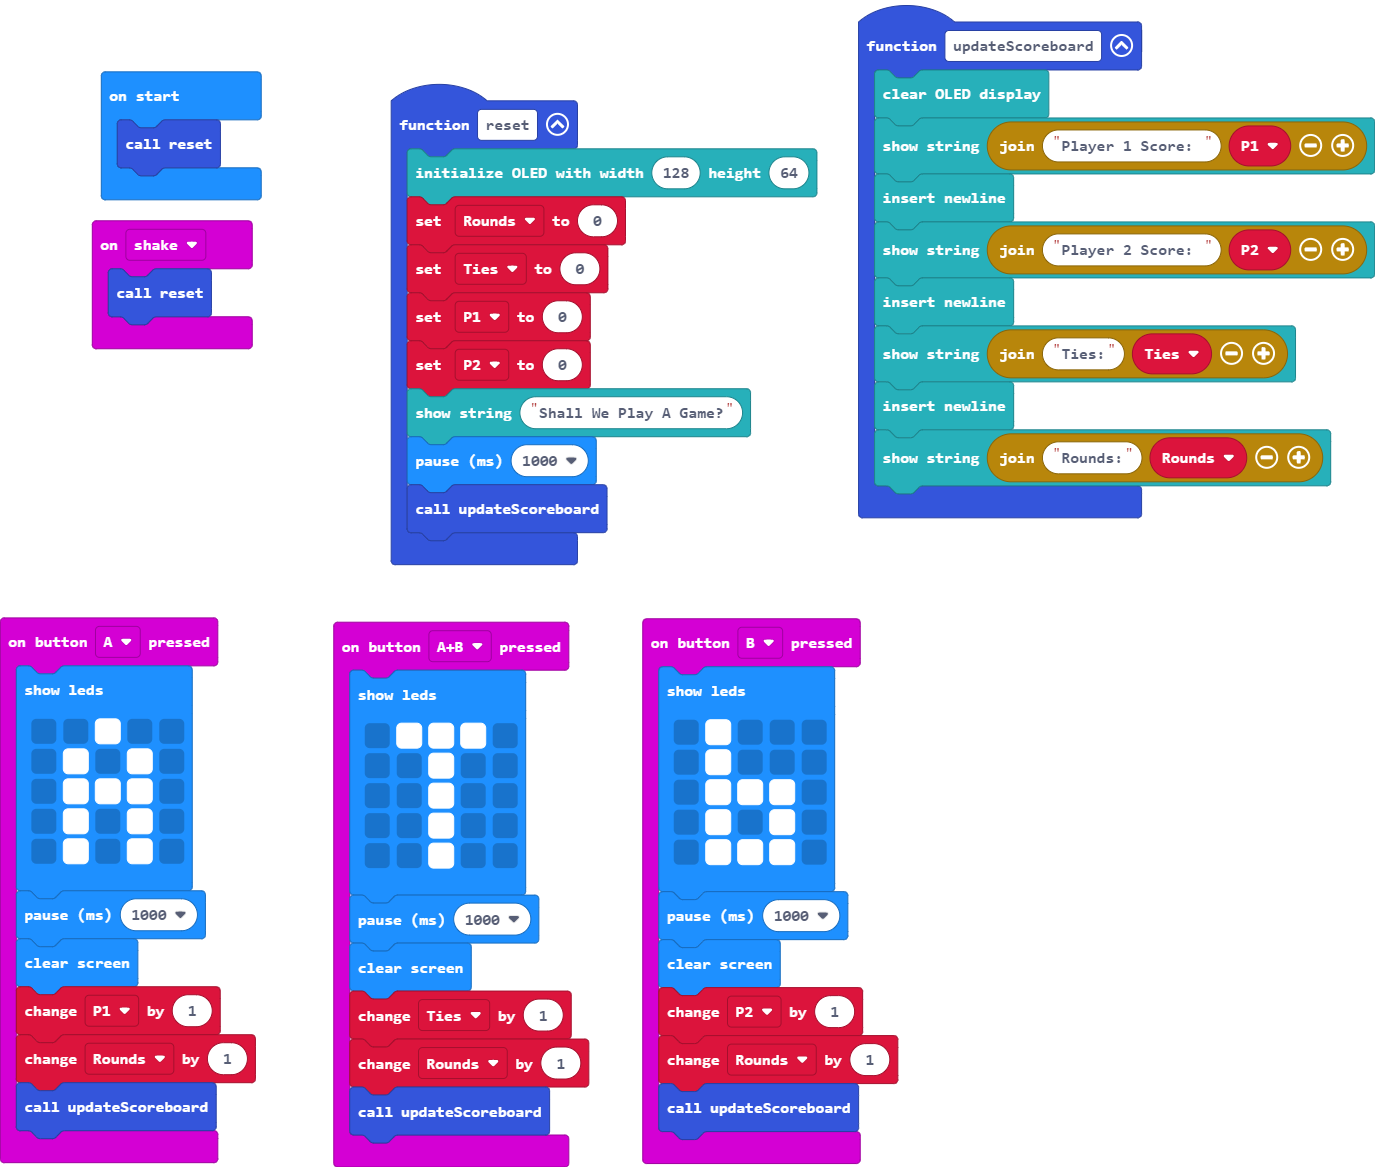 on start
call reset
on shake
call reset
function reset
initialize OLED with width 128 height 64
set Rounds to 0
set Ties to 0
set P1 to 0
set P2 to 0
show string "Shall We Play A Game?"
pause (ms) 1000
call updateScoreboard
function updateScoreboard
clear OLED display
show string join "Player 1 Score: " P1
insert newline
show string join "Player 2 Score: " P2
insert newline
show string join "Ties:" Ties
insert newline
show string join "Rounds:" Rounds
on button A pressed
show leds
pause (ms) 1000
clear screen
change P1 by 1
change Rounds by 1
call updateScoreboard
on button A+B pressed
show leds
pause (ms) 1000
clear screen
change Ties by 1
change Rounds by 1
call updateScoreboard
on button B pressed
show leds
pause (ms) 1000
clear screen
change P2 by 1
change Rounds by 1
call updateScoreboard